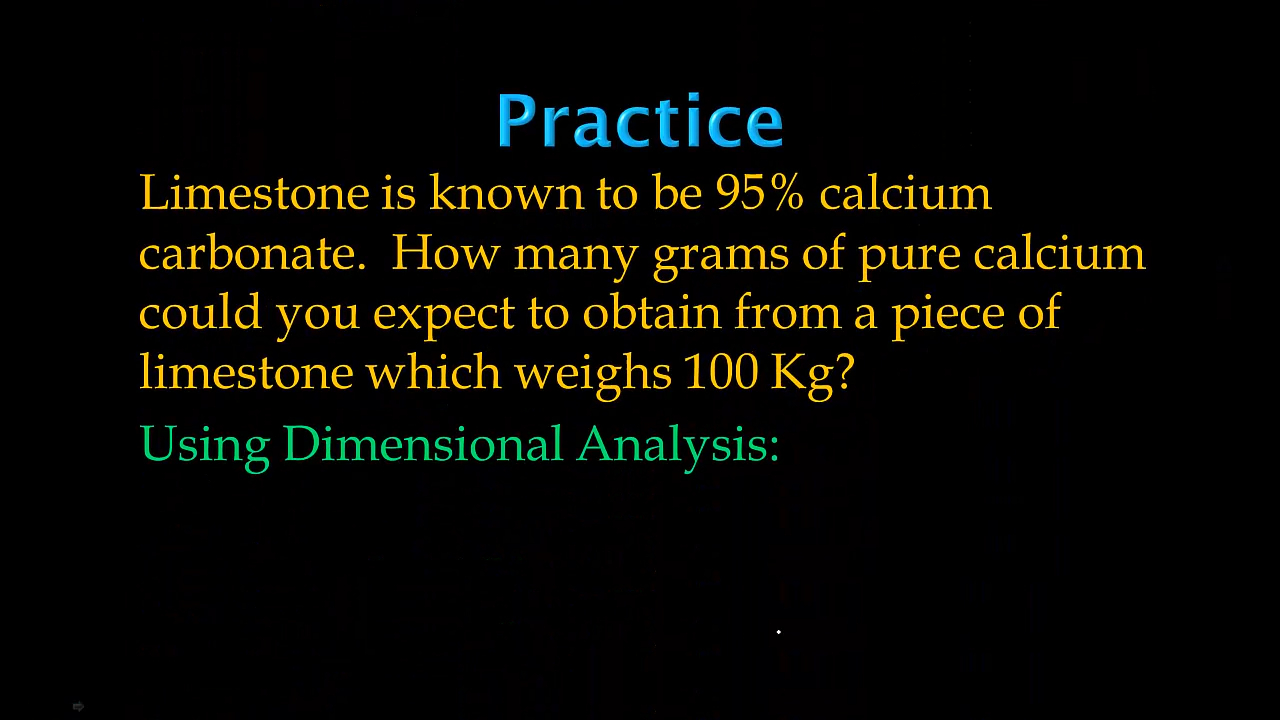 Practice
Limestone is known to be 95% calcium
carbonate.  How many grams of pure calcium
could you expect to obtain from a piece of
limestone which weighs 100 Kg?
Using Dimensional Analysis: